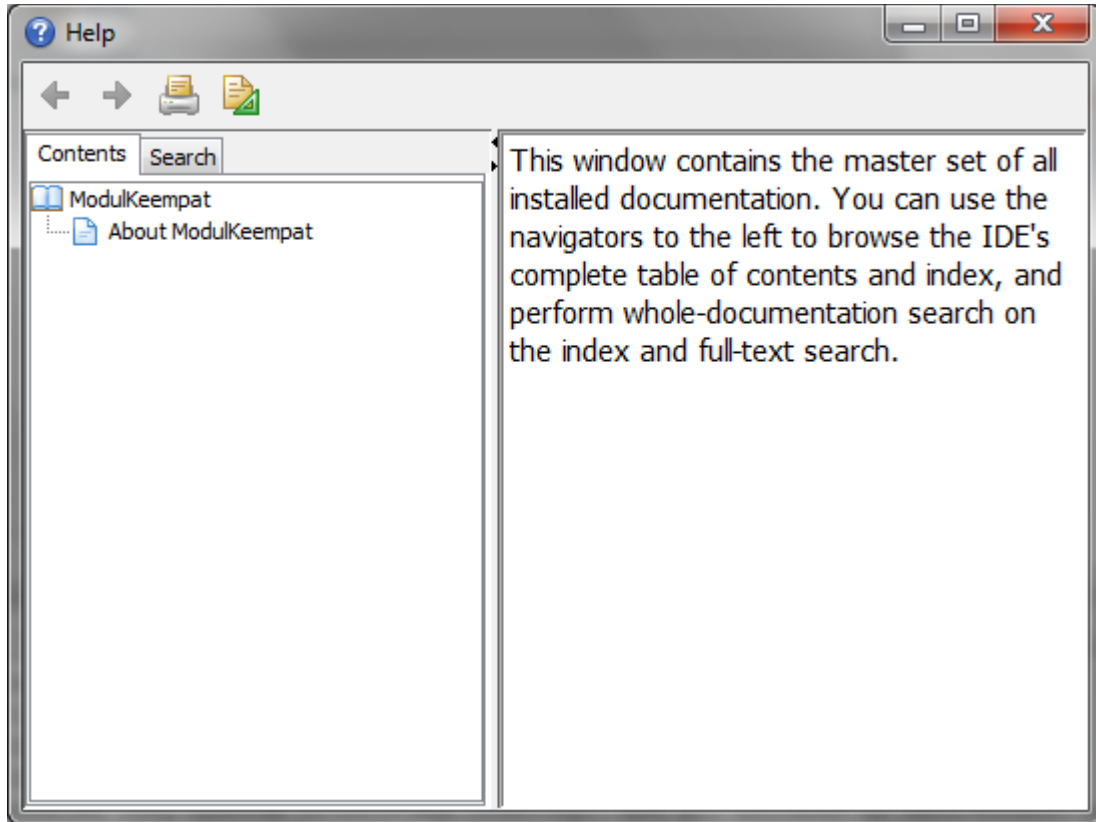 Help
Contents Search
ModulKeempat
About ModulKeempat
This window contains the master set of all
installed documentation. You can use the
navigators to the left to browse the IDE's
complete table of contents and index, and
perform whole-documentation search on
the index and full-text search.